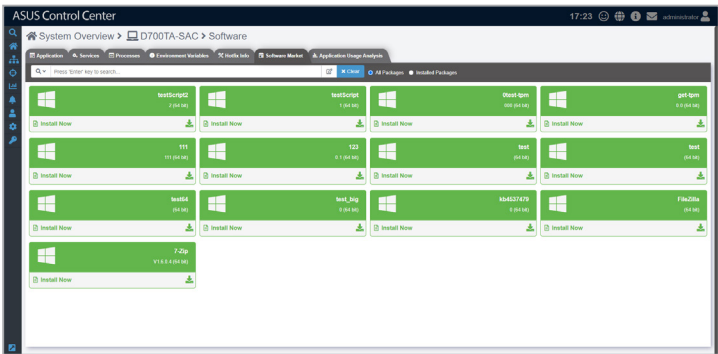 ASUS Control Center
17:23
administrator
System Overview > D700TA-SAC > Software
Application Services Processes Environment Variables Hotfix Info Software Market Application Usage Analysis
Press 'Enter' key to search... Clear All Packages Installed Packages
testScript2 testScript 0test-tpm get-tpm
3 (64 bit) 1 (64 bit) 000 (64 bit) 0.0 (64 bit)
Install Now Install Now Install Now Install Now
111 123 test test
111 (64 bit) 0.1 (64 bit) (64 bit) (64 bit)
Install Now Install Now Install Now Install Now
test64 test_big kb4537479 FileZilla
(64 bit) 0 (64 bit) 0 (64 bit) (64 bit)
Install Now Install Now Install Now Install Now
7-Zip
V1.6.0.4 (64 bit)
Install Now